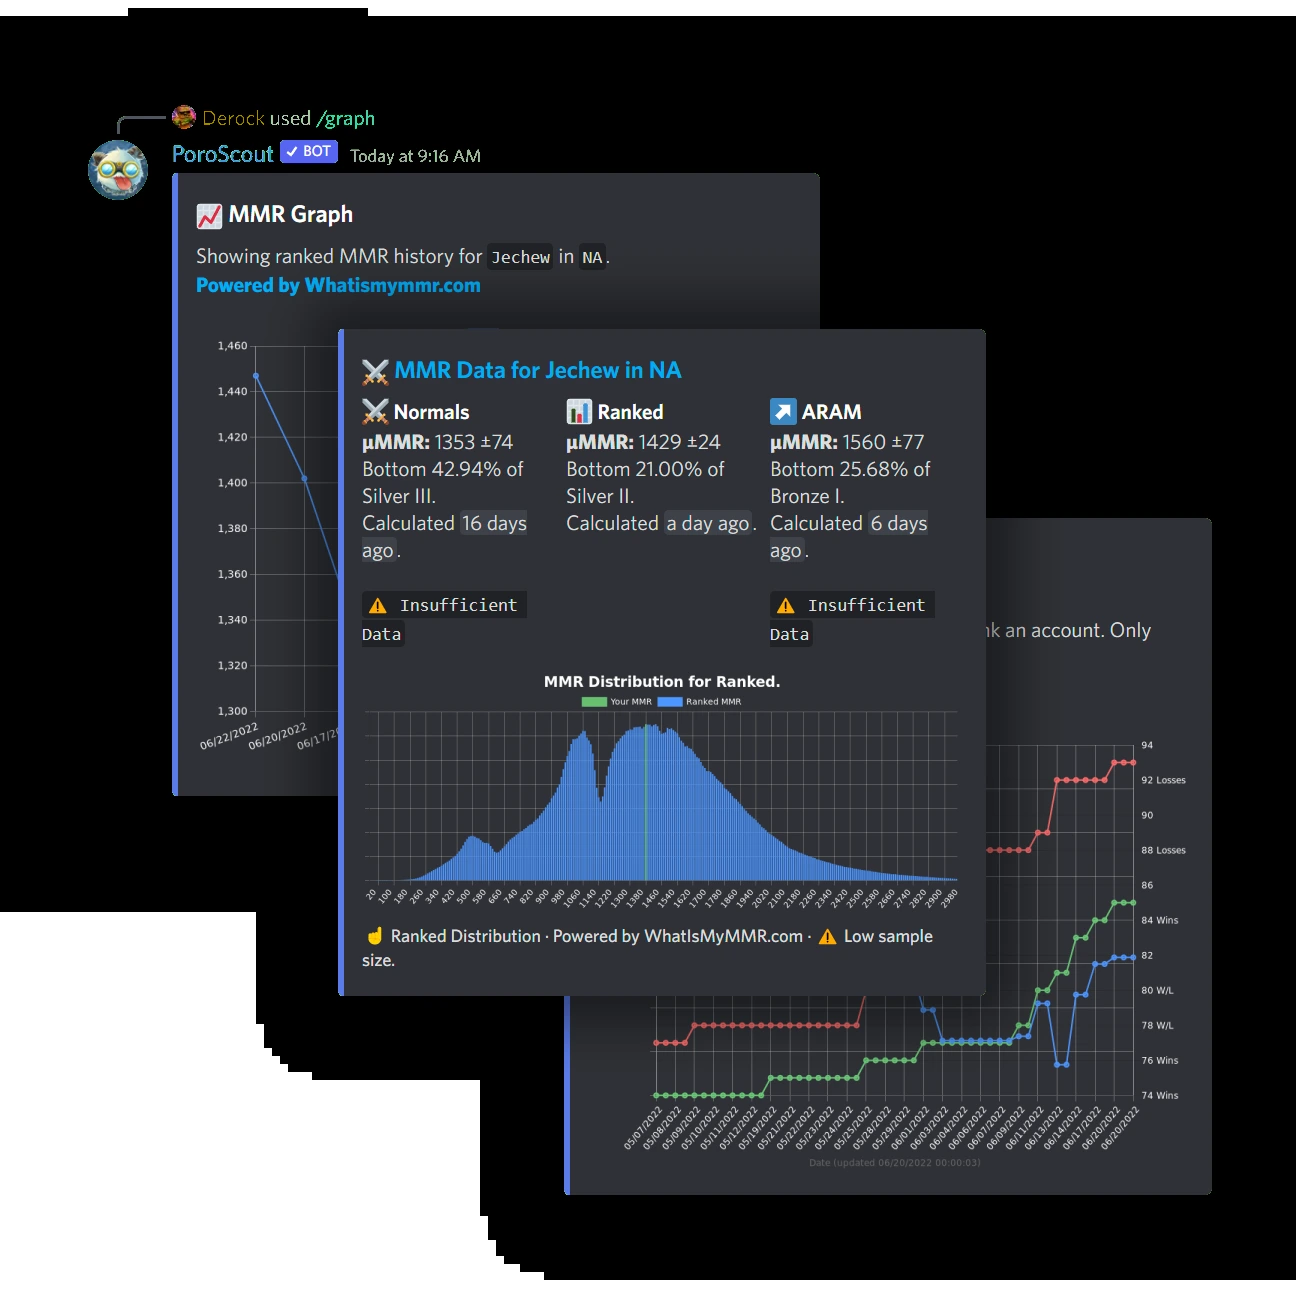 Derock used /graph
PoroScout ✓ BOT Today at 9:16 AM
MMR Graph
Showing ranked MMR history for Jechew in NA.
Powered by Whatismymmr.com
1,460
1,440
1,420
1,400
1,380
1,360
1,340
1,320
1,300
06/22/2022
06/20/2022
06/17/20
MMR Data for Jechew in NA
Normals
μMMR: 1353 ±74
Bottom 42.94% of
Silver III.
Calculated 16 days
ago.
Insufficient
Data
Ranked
μMMR: 1429 ±24
Bottom 21.00% of
Silver II.
Calculated a day ago.
ARAM
μMMR: 1560 ±77
Bottom 25.68% of
Bronze I.
Calculated 6 days
ago.
Insufficient
Data
MMR Distribution for Ranked.
Your MMR Ranked MMR
20 100 180 260 340 420 500 580 660 740 820 900 980 1060 1140 1220 1300 1380 1460 1540 1620 1700 1780 1860 1940 2020 2100 2180 2260 2340 2420 2500 2580 2660 2740 2820 2900 2980
☝ Ranked Distribution · Powered by WhatIsMyMMR.com · ⚠ Low sample
size.
nk an account. Only
94
92 Losses
90
88 Losses
86
84 Wins
82
80 W/L
78 W/L
76 Wins
74 Wins
05/07/2022 05/08/2022 05/09/2022 05/10/2022 05/11/2022 05/12/2022 05/19/2022 05/21/2022 05/22/2022 05/23/2022 05/24/2022 05/25/2022 05/28/2022 05/29/2022 06/01/2022 06/03/2022 06/04/2022 06/06/2022 06/07/2022 06/09/2022 06/11/2022 06/13/2022 06/14/2022 06/17/2022 06/20/2022 06/20/2022
Date (updated 06/20/2022 00:00:03)